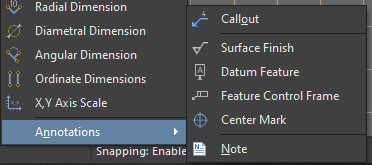 Radial Dimension
Diametral Dimension
Angular Dimension
Ordinate Dimensions
X,Y Axis Scale
Annotations
Callout
Surface Finish
Datum Feature
Feature Control Frame
Center Mark
Note
Snapping: Enable